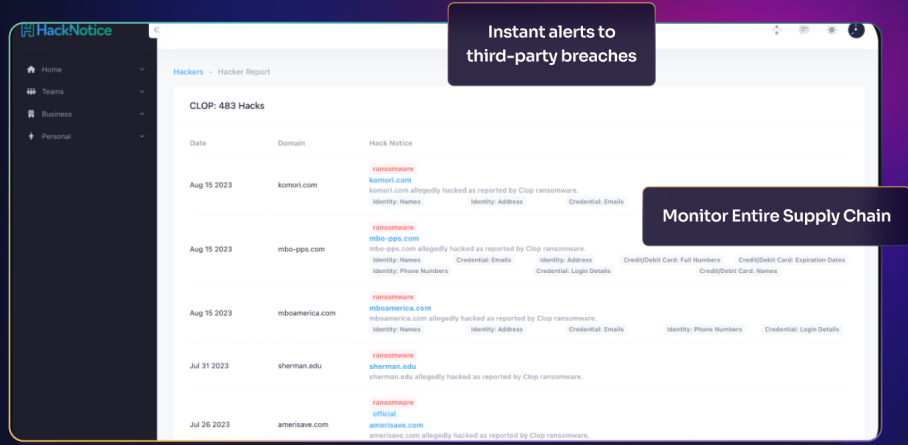 HackNotice
Instant alerts to
third-party breaches
Home
Teams
Business
Personal
Hackers - Hacker Report
CLOP: 483 Hacks
Date Domain Hack Notice
ransomware
Aug 15 2023 komori.com komori.com
komori.com allegedly hacked as reported by Clop ransomware.
Identity: Names Identity: Address Credential: Emails
Monitor Entire Supply Chain
ransomware
Aug 15 2023 mbo-pps.com mbo-pps.com
mbo-pps.com allegedly hacked as reported by Clop ransomware.
Identity: Names Credential: Emails Identity: Address Credit/Debit Card: Full Numbers Credit/Debit Card: Expiration Dates
Identity: Phone Numbers Credential: Login Details Credit/Debit Card: Names
ransomware
Aug 15 2023 mboamerica.com mboamerica.com
mboamerica.com allegedly hacked as reported by Clop ransomware.
Identity: Names Identity: Address Credential: Emails Identity: Phone Numbers Credential: Login Details
ransomware
Jul 31 2023 sherman.edu sherman.edu
sherman.edu allegedly hacked as reported by Clop ransomware.
ransomware
official
Jul 26 2023 amerisave.com amerisave.com
amerisave.com allegedly hacked as reported by Clop ransomware.